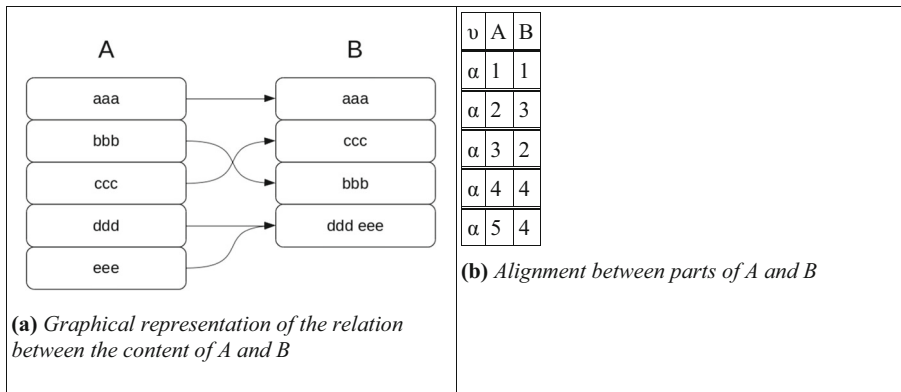 A B
aaa aaa
bbb ccc
ccc bbb
ddd ddd eee
eee
(a) Graphical representation of the relation
between the content of A and B
υ A B
α 1 1
α 2 3
α 3 2
α 4 4
α 5 4
(b) Alignment between parts of A and B